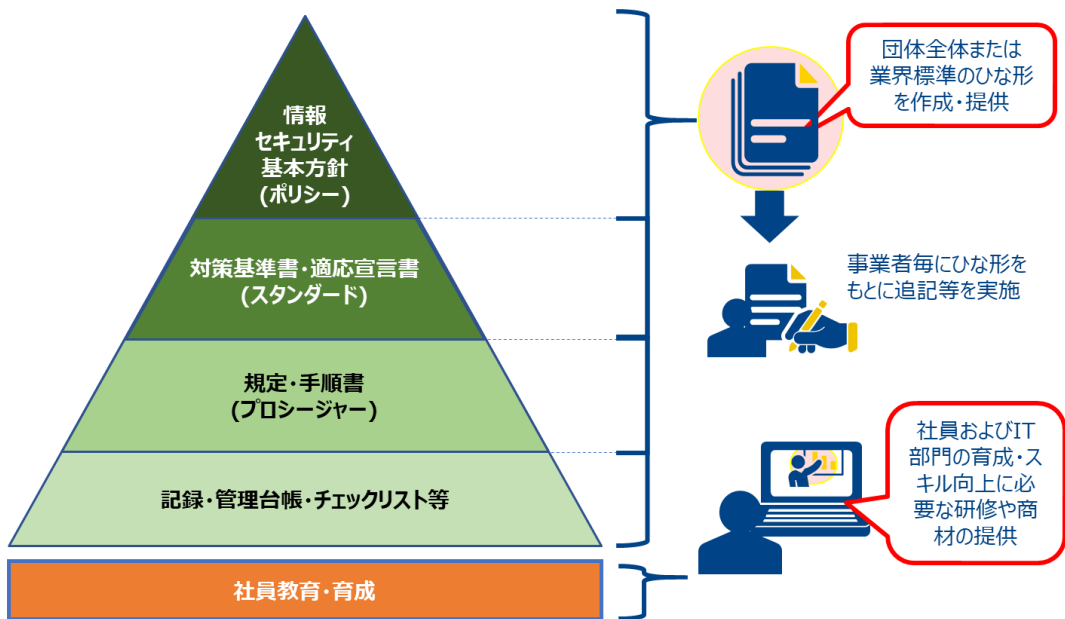 情報
セキュリティ
基本方針
(ポリシー)
対策基準書・適応宣言書
(スタンダード)
規定・手順書
(プロシージャー)
記録・管理台帳・チェックリスト等
社員教育・育成
団体全体または
業界標準のひな形
を作成・提供
事業者毎にひな形を
もとに追記等を実施
社員およびIT
部門の育成・ス
キル向上に必
要な研修や商
材の提供